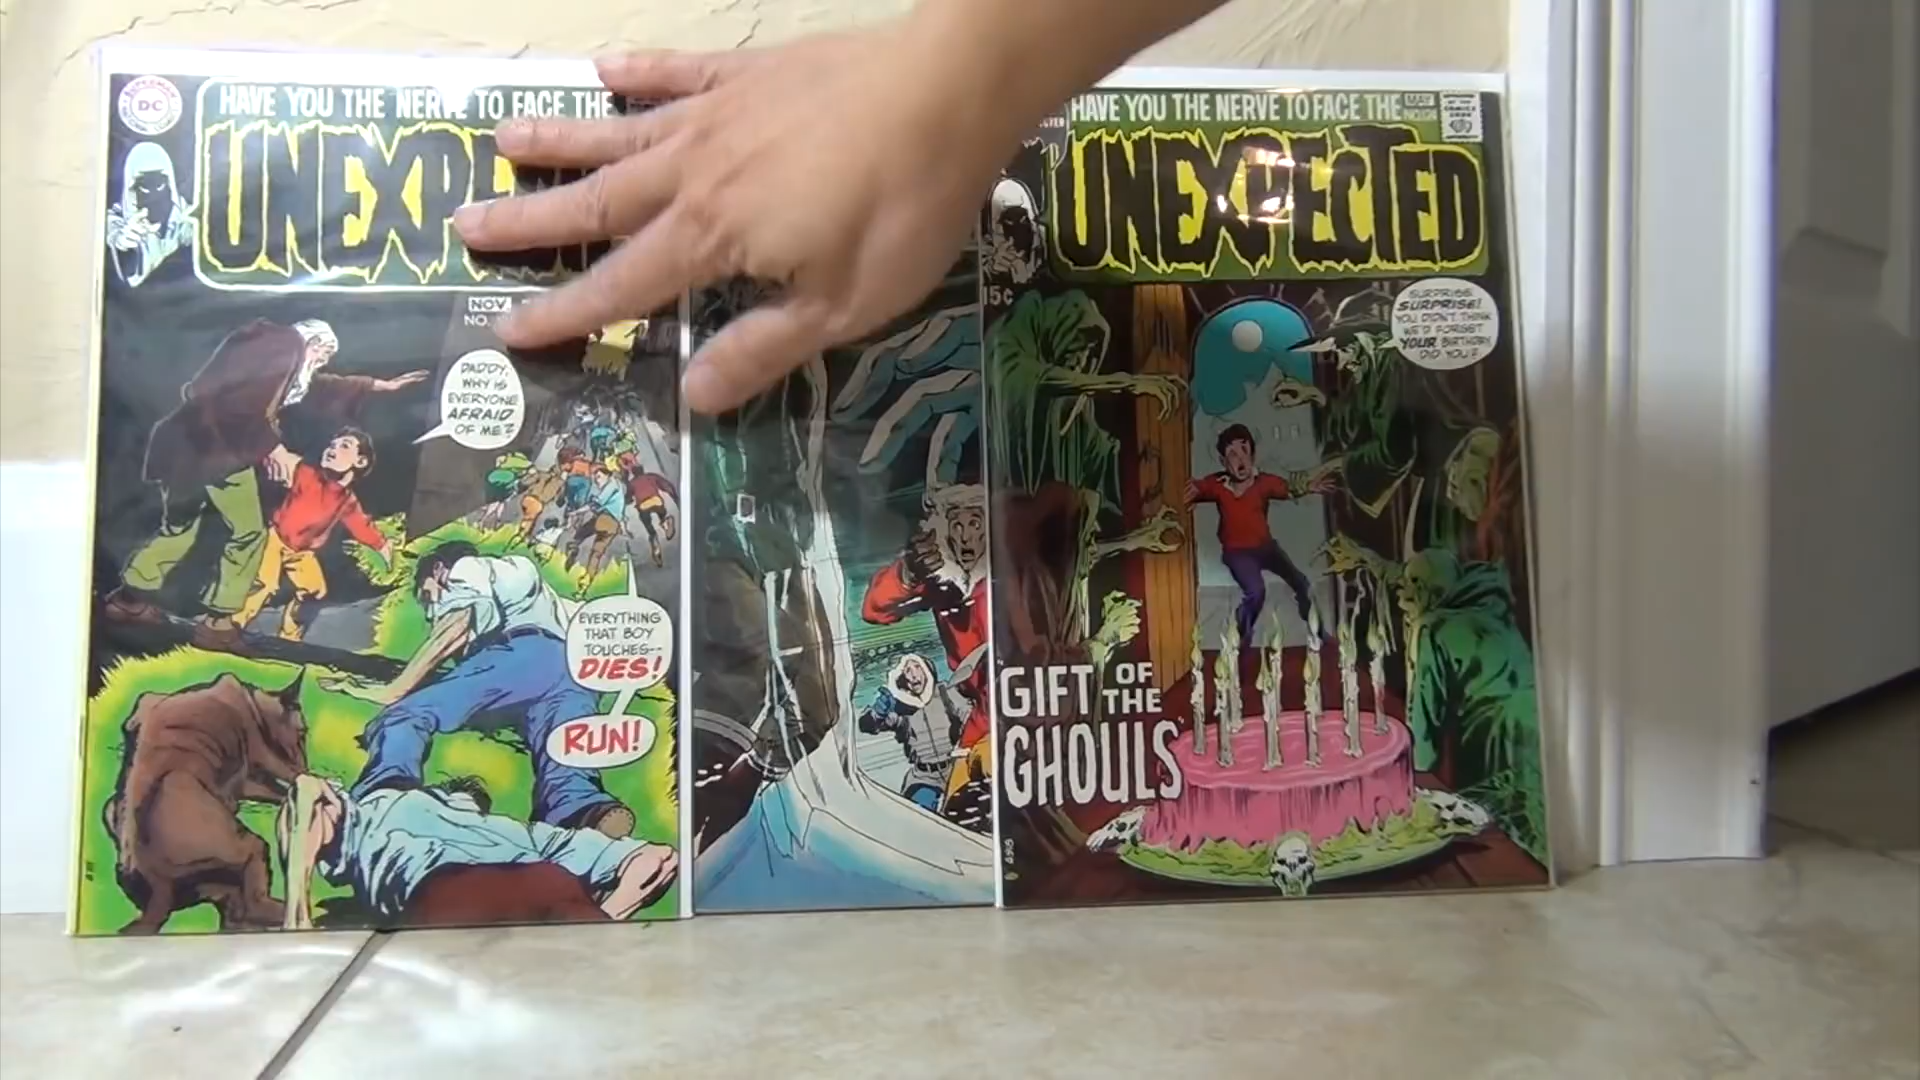 DC
HAVE YOU THE NERVE TO FACE THE
NOV.
NO.
DADDY,
WHY IS
EVERYONE
AFRAID
OF ME?
EVERYTHING
THAT BOY
TOUCHES--
DIES!
RUN!
HAVE YOU THE NERVE TO FACE THE
MAY
UNEXPECTED
15¢
SURPRISE,
SURPRISE!
YOU DIDN'T THINK
WE'D FORGET
YOUR BIRTHDAY,
DID YOU?
"GIFT OF
THE
GHOULS"